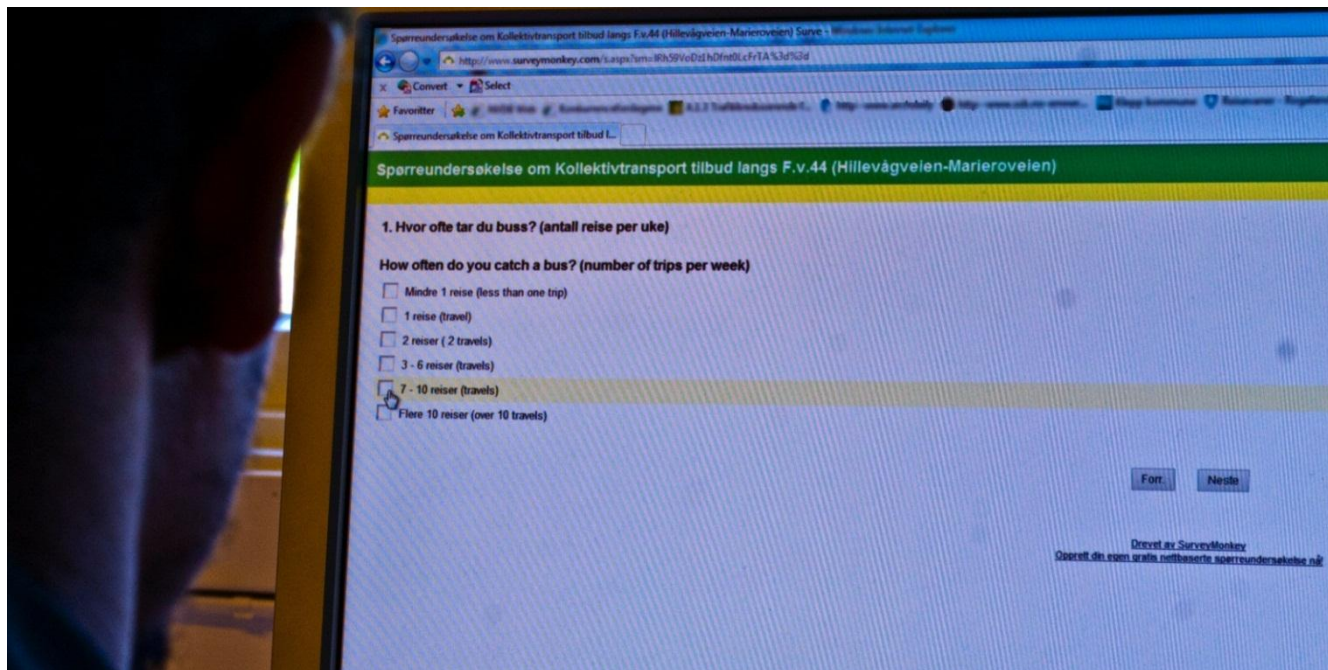 Spørreundersøkelse om Kollektivtransport tilbud langs F.v.44 (Hillevågveien-Marieroveien) Surve -
http://www.surveymonkey.com/s.aspx?sm=
x Convert Select
Favoritter
Spørreundersøkelse om Kollektivtransport tilbud l...
Spørreundersøkelse om Kollektivtransport tilbud langs F.v.44 (Hillevågveien-Marieroveien)
1. Hvor ofte tar du buss? (antall reise per uke)
How often do you catch a bus? (number of trips per week)
Mindre 1 reise (less than one trip)
1 reise (travel)
2 reiser ( 2 travels)
3 - 6 reiser (travels)
7 - 10 reiser (travels)
Flere 10 reiser (over 10 travels)
Forr. Neste
Drevet av SurveyMonkey
Opprett din egen gratis nettbaserte spørreundersøkelse nå!